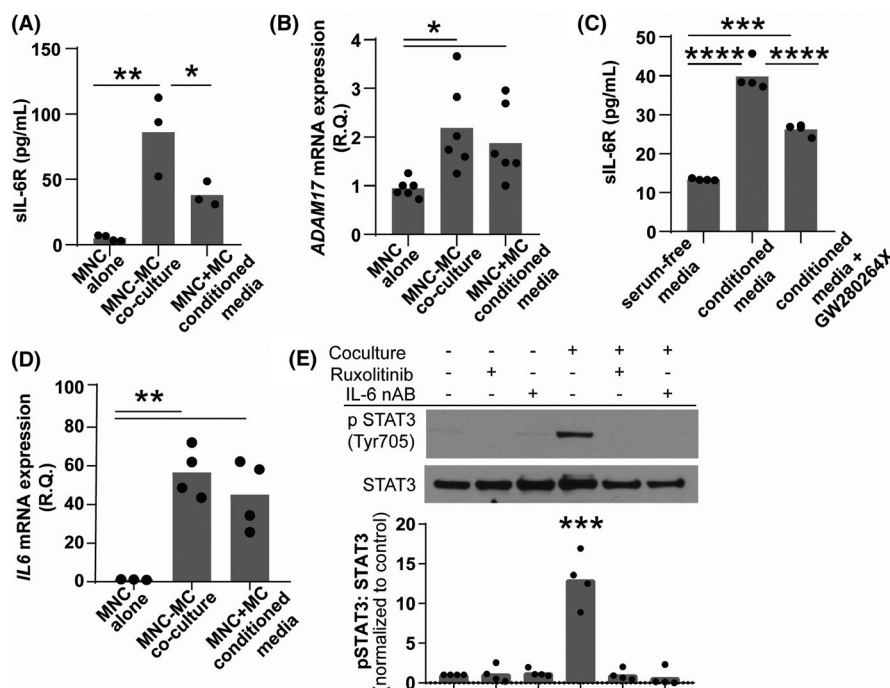 (A)
150
100
50
0
sIL-6R (pg/mL)
**
*
MNC
alone
MNC-MC
co-culture
MNC+MC
conditioned
media
(B)
4
3
2
1
0
ADAM17 mRNA expression
(R.Q.)
*
MNC
alone
MNC-MC
co-culture
MNC+MC
conditioned
media
(C)
50
40
30
20
10
0
sIL-6R (pg/mL)
***
****
****
serum-free
media
conditioned
media
conditioned
media +
GW280264X
(D)
100
80
60
40
20
0
IL6 mRNA expression
(R.Q.)
**
MNC
alone
MNC-MC
co-culture
MNC+MC
conditioned
media
(E)
Coculture - - - + + +
Ruxolitinib - + - - + -
IL-6 nAB - - + - - +
p STAT3
(Tyr705)
STAT3
20
15
10
5
0
pSTAT3: STAT3
(normalized to control)
***